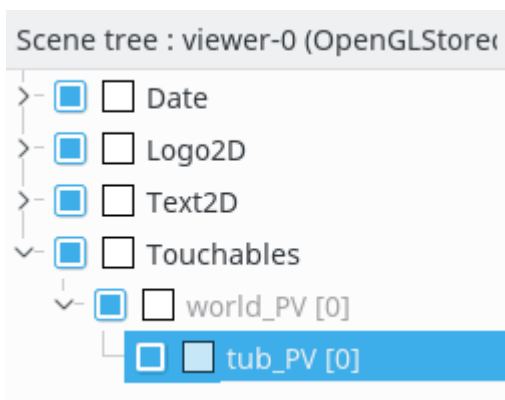 Scene tree : viewer-0 (OpenGLStored
Date
Logo2D
Text2D
Touchables
world_PV [0]
tub_PV [0]